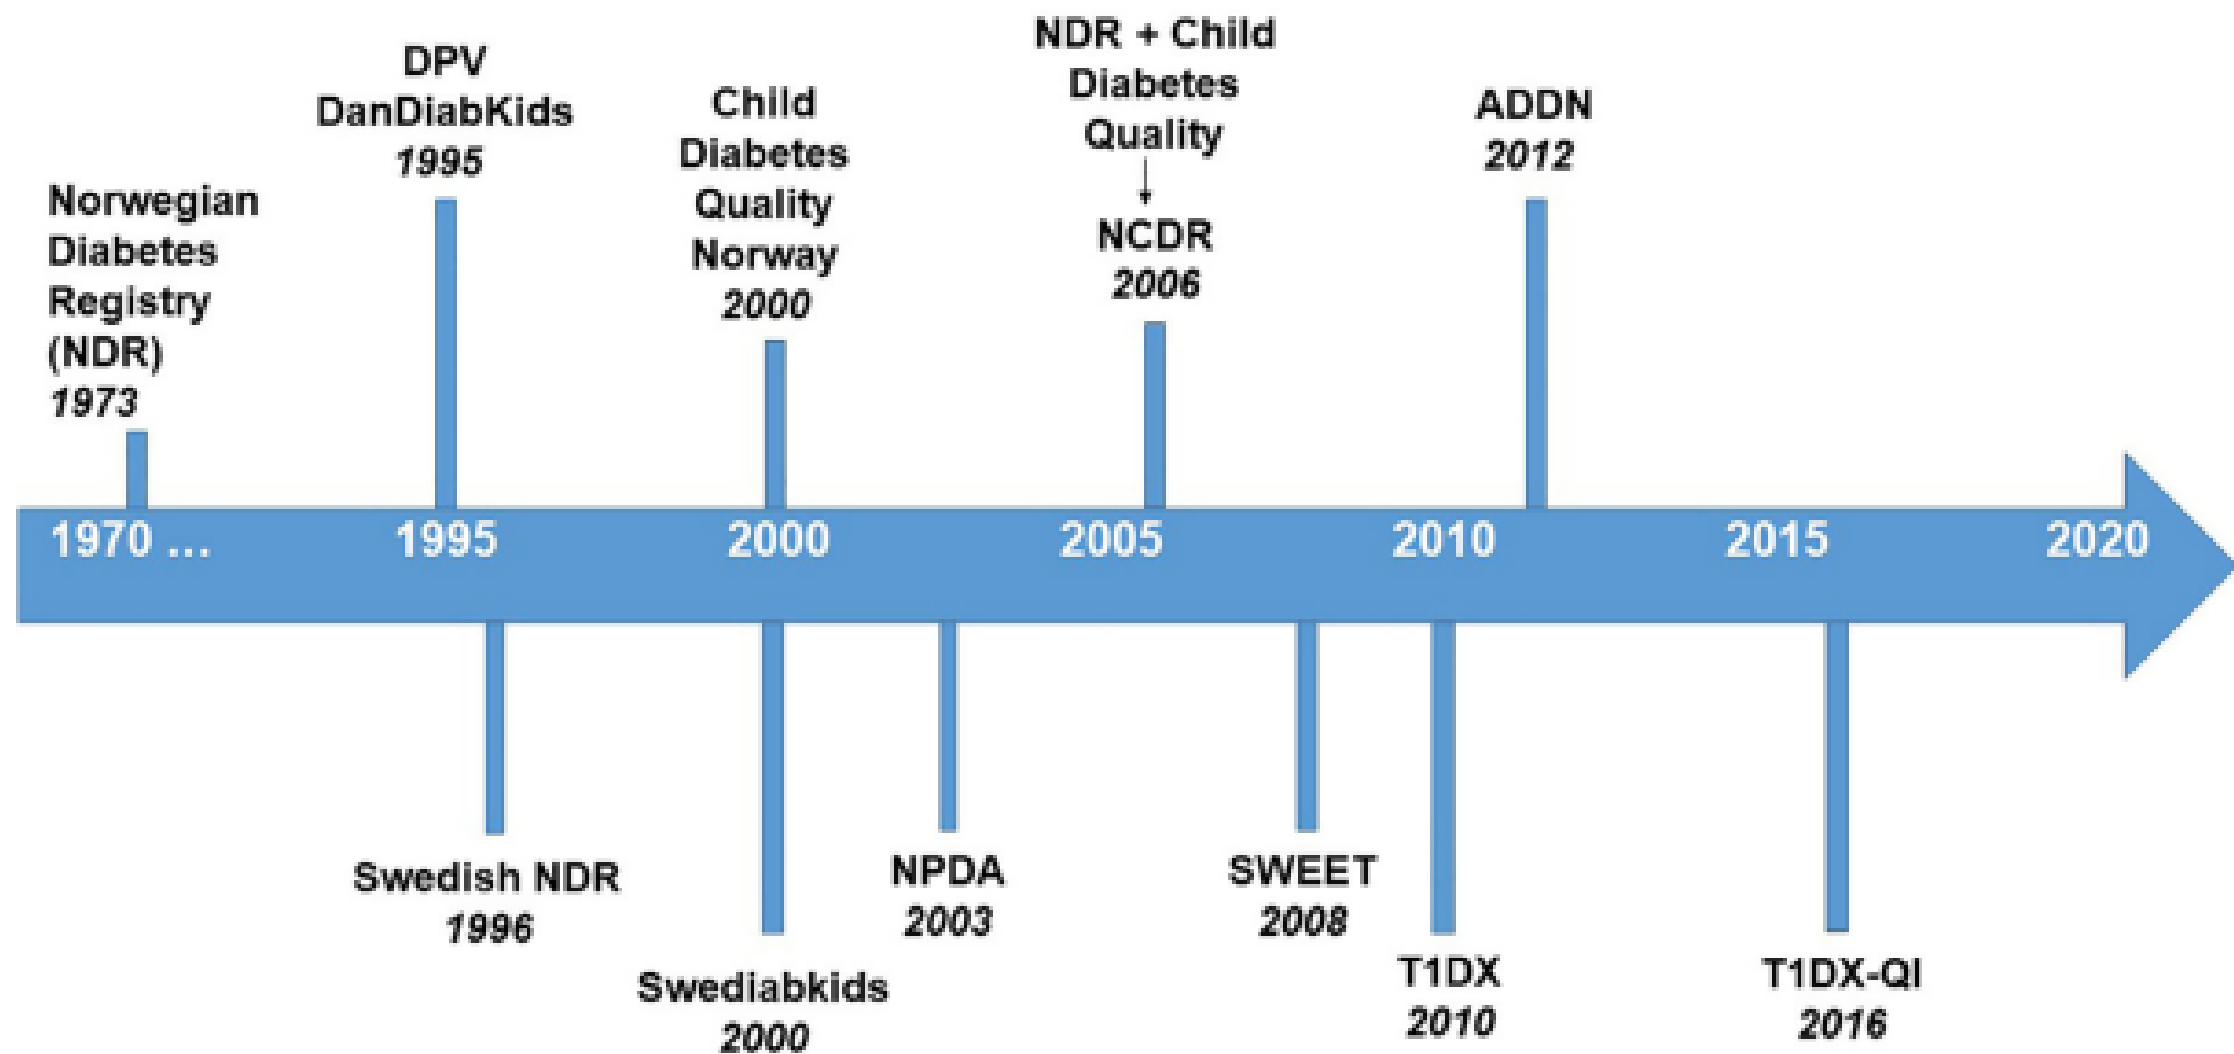 Norwegian
Diabetes
Registry
(NDR)
1973
DPV
DanDiabKids
1995
Child
Diabetes
Quality
Norway
2000
NDR + Child
Diabetes
Quality
NCDR
2006
ADDN
2012
1970 ...
1995
2000
2005
2010
2015
2020
Swedish NDR
1996
Swediabkids
2000
NPDA
2003
SWEET
2008
T1DX
2010
T1DX-QI
2016